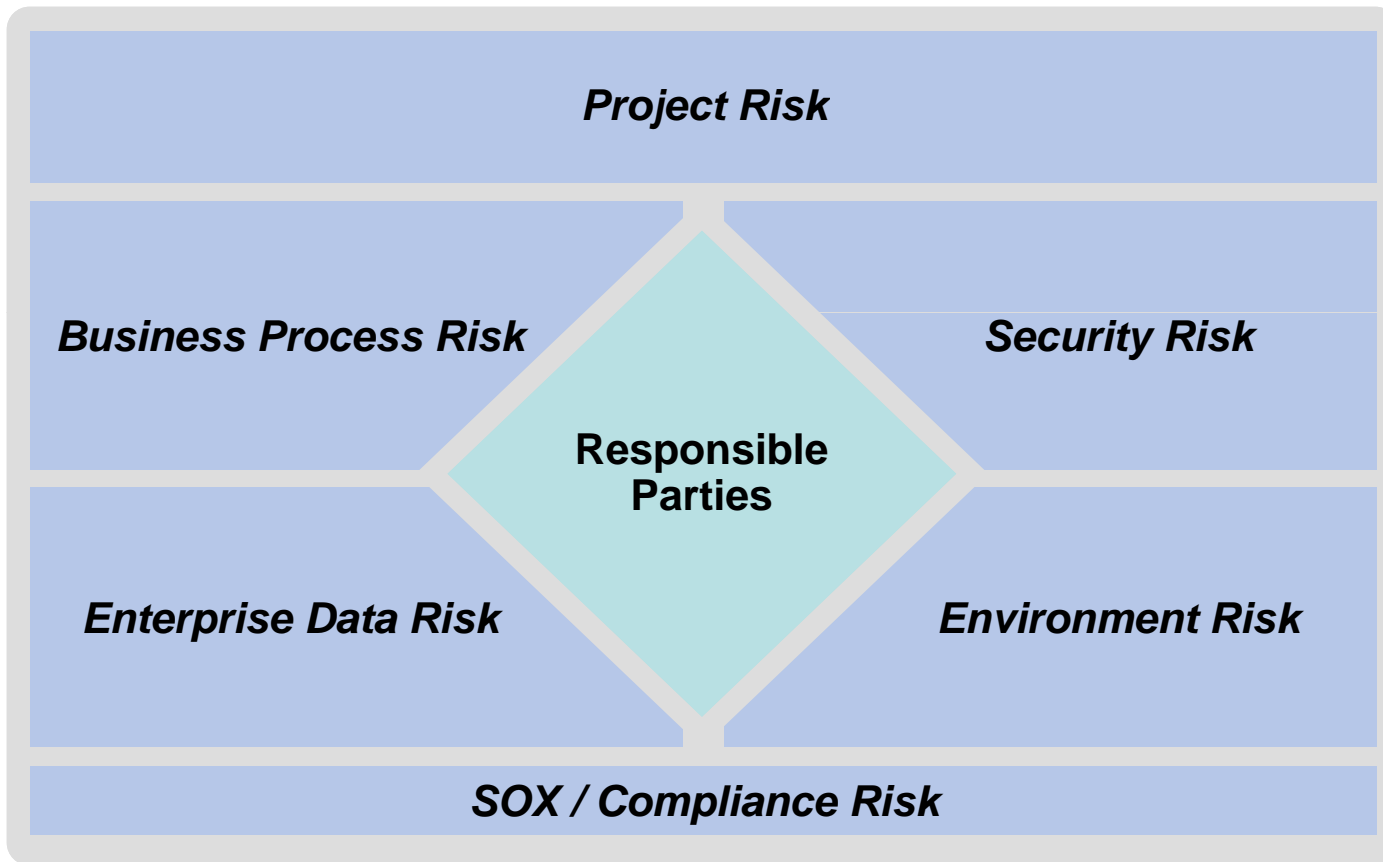 Project Risk
Business Process Risk
Security Risk
Responsible
Parties
Enterprise Data Risk
Environment Risk
SOX / Compliance Risk